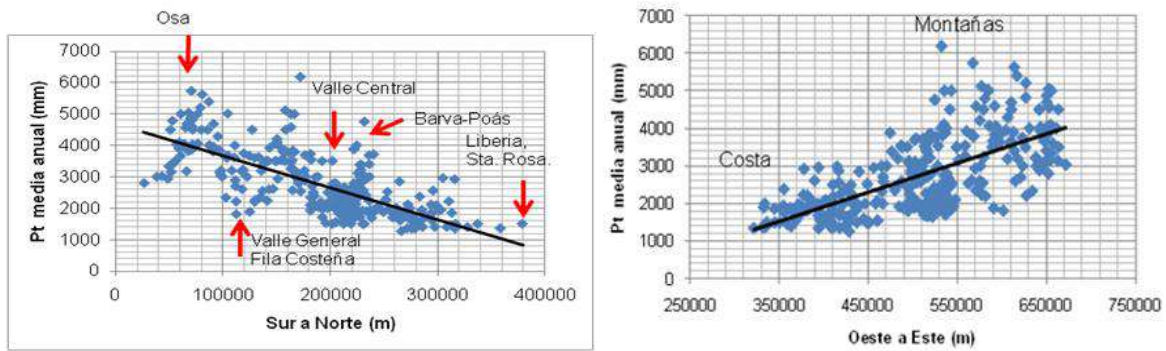 Osa
7000
6000
5000
4000
3000
2000
1000
0
Pt media anual (mm)
Valle Central
Barva-Poás
Liberia,
Sta. Rosa.
Valle General
Fila Costeña
0
100000
200000
300000
400000
Sur a Norte (m)
7000
6000
5000
4000
3000
2000
1000
0
Pt media anual (mm)
Montañas
Costa
250000
350000
450000
550000
650000
750000
Oeste a Este (m)